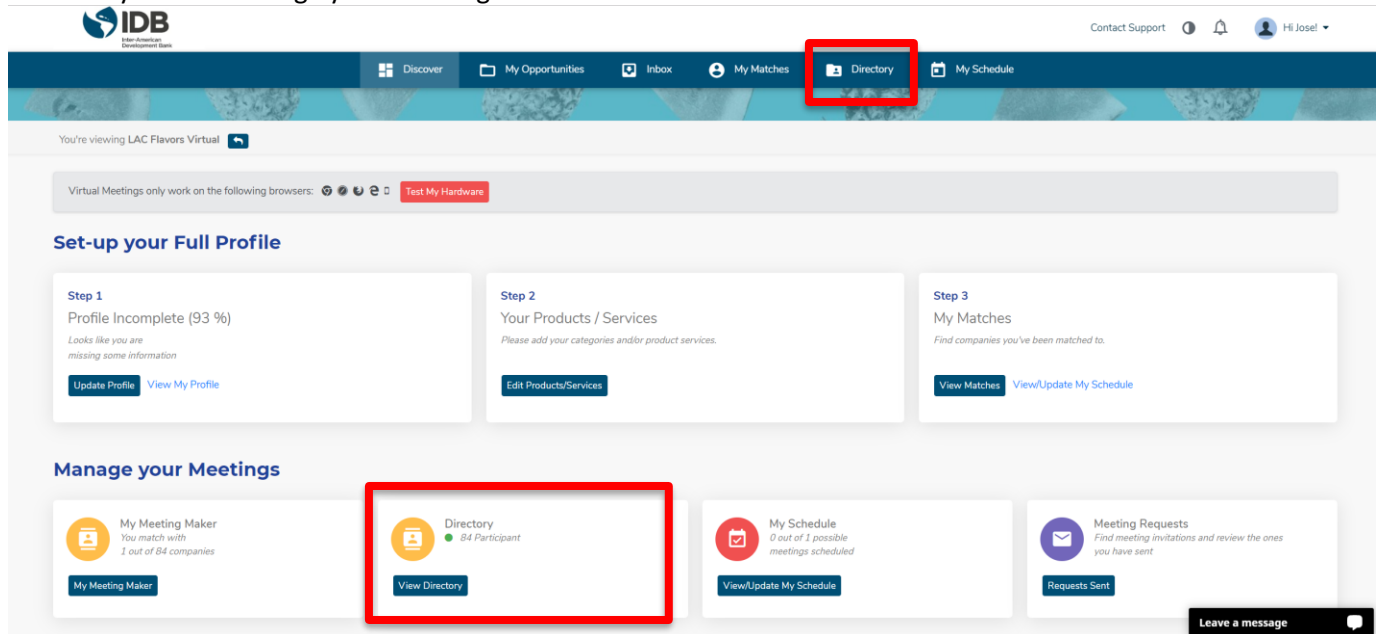 IDB
Inter-American
Development Bank
Contact Support
Hi Jose!
Discover
My Opportunities
Inbox
My Matches
Directory
My Schedule
You're viewing LAC Flavors Virtual
Virtual Meetings only work on the following browsers:
Test My Hardware
Set-up your Full Profile
Step 1
Profile Incomplete (93 %)
Looks like you are
missing some information
Update Profile View My Profile
Step 2
Your Products / Services
Please add your categories and/or product services.
Edit Products/Services
Step 3
My Matches
Find companies you've been matched to.
View Matches View/Update My Schedule
Manage your Meetings
My Meeting Maker
You match with
1 out of 84 companies
My Meeting Maker
Directory
84 Participant
View Directory
My Schedule
0 out of 1 possible
meetings scheduled
View/Update My Schedule
Meeting Requests
Find meeting invitations and review the ones
you have sent
Requests Sent
Leave a message